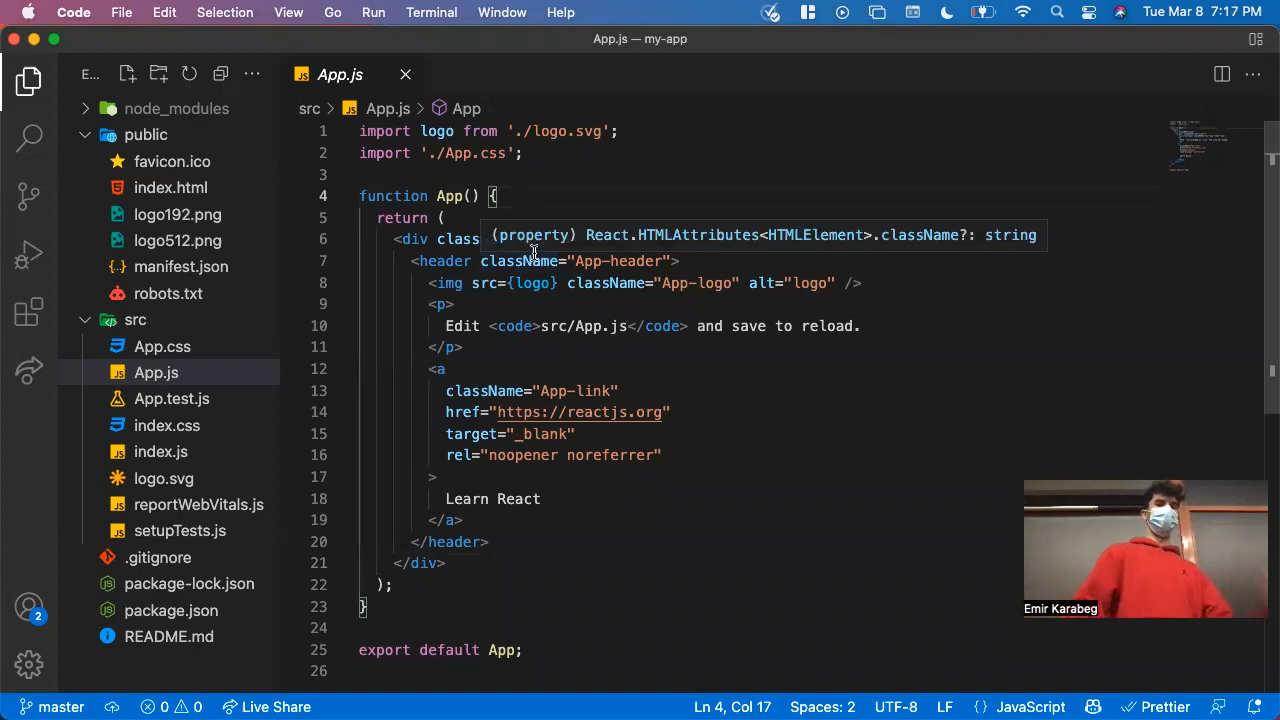 Code File Edit Selection View Go Run Terminal Window Help Tue Mar 8 7:17 PM
App.js — my-app
E...
App.js
src > App.js > App
node_modules
public
favicon.ico
index.html
logo192.png
logo512.png
manifest.json
robots.txt
src
App.css
App.js
App.test.js
index.css
index.js
logo.svg
reportWebVitals.js
setupTests.js
.gitignore
package-lock.json
package.json
README.md
1 import logo from './logo.svg';
2 import './App.css';
3
4 function App() {
5 return (
(property) React.HTMLAttributes<HTMLElement>.className?: string
6 <div class
7 <header className="App-header">
8 <img src={logo} className="App-logo" alt="logo" />
9 <p>
10 Edit <code>src/App.js</code> and save to reload.
11 </p>
12 <a
13 className="App-link"
14 href="https://reactjs.org"
15 target="_blank"
16 rel="noopener noreferrer"
17 >
18 Learn React
19 </a>
20 </header>
21 </div>
22 );
23 }
24
25 export default App;
26
Emir Karabeg
2
master 0 0 Live Share Ln 4, Col 17 Spaces: 2 UTF-8 LF {} JavaScript Prettier